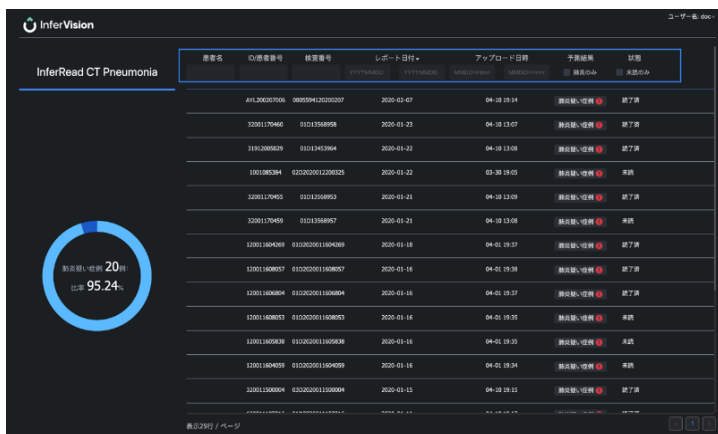 ユーザー名: doc
InferVision
InferRead CT Pneumonia
患者名 ID/患者番号 検査番号 レポート日付 アップロード日時 予測結果 状態
YYYYMMDD YYYYMMDD MMDDHHmm MMDDHHmm 肺炎のみ 未読のみ
AYL200207006 0805594120200207 2020-02-07 04-10 19:14 肺炎疑い症例 読了済
32001170460 01D13568958 2020-01-23 04-10 13:07 肺炎疑い症例 読了済
31912005829 01D13453964 2020-01-22 04-10 13:08 肺炎疑い症例 読了済
1001085384 02D2020012200325 2020-01-22 03-30 19:05 肺炎疑い症例 未読
32001170455 01D13568953 2020-01-21 04-10 13:09 肺炎疑い症例 読了済
32001170459 01D13568957 2020-01-21 04-10 13:08 肺炎疑い症例 未読
120011604269 01D2020011604269 2020-01-18 04-01 19:37 肺炎疑い症例 読了済
120011608057 01D2020011608057 2020-01-16 04-01 19:38 肺炎疑い症例 読了済
120011606804 01D2020011606804 2020-01-16 04-01 19:37 肺炎疑い症例 読了済
120011608053 01D2020011608053 2020-01-16 04-01 19:35 肺炎疑い症例 未読
120011605838 01D2020011605838 2020-01-16 04-01 19:35 肺炎疑い症例 未読
120011604059 01D2020011604059 2020-01-16 04-01 19:34 肺炎疑い症例 未読
320011500004 03D2020011500004 2020-01-15 04-10 19:15 肺炎疑い症例 読了済
肺炎疑い症例 20例:
比率 95.24%
表示25行 / ページ
1